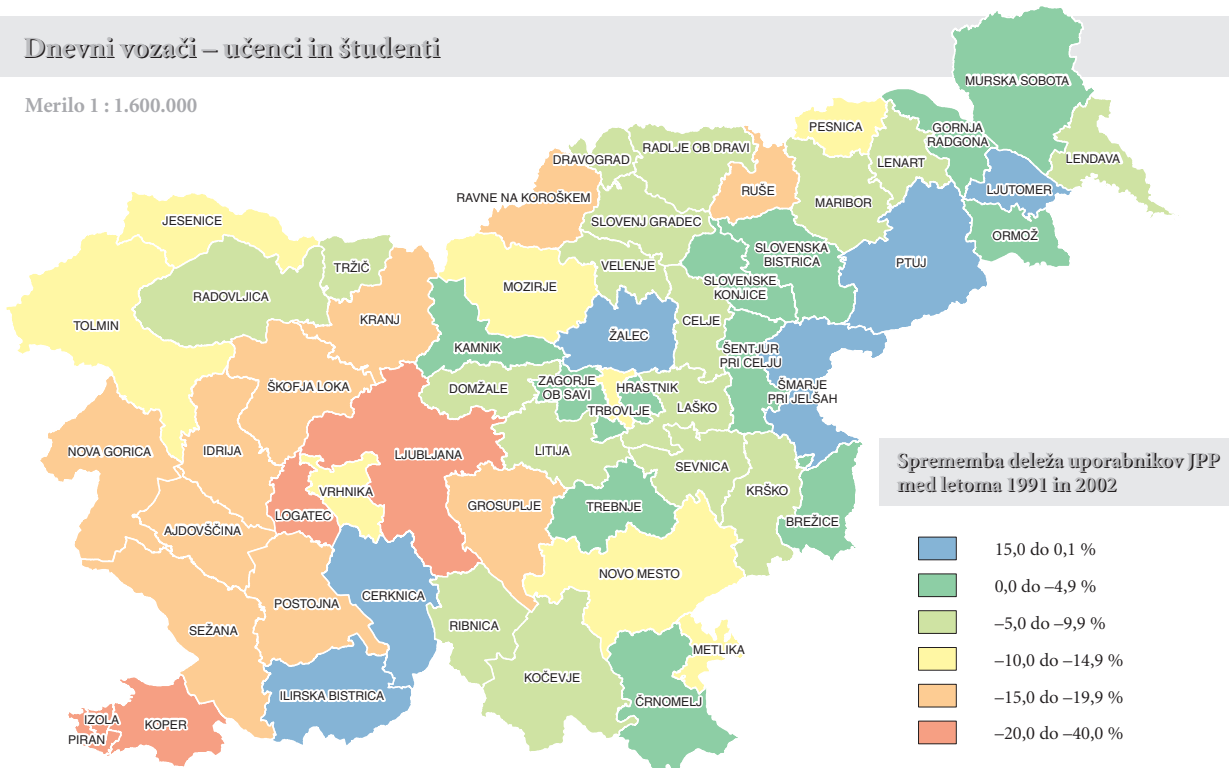 Dnevni vozači – učenci in študenti
Merilo 1 : 1.600.000
MURSKA SOBOTA
PESNICA
GORNJA
RADGONA
LENART
LENDAVA
DRAVOGRAD
RADLJE OB DRAVI
RUŠE
LJUTOMER
RAVNE NA KOROŠKEM
MARIBOR
JESENICE
SLOVENJ GRADEC
ORMOŽ
SLOVENSKA
BISTRICA
PTUJ
TRŽIČ
VELENJE
RADOVLJICA
MOZIRJE
SLOVENSKE
KONJICE
TOLMIN
KRANJ
CELJE
ŽALEC
KAMNIK
ŠENTJUR
PRI CELJU
ŠKOFJA LOKA
DOMŽALE
ZAGORJE
OB SAVI
HRASTNIK
ŠMARJE
PRI JELŠAH
TRBOVLJE
LAŠKO
NOVA GORICA
IDRIJA
LJUBLJANA
LITIJA
SEVNICA
VRHNIKA
KRŠKO
LOGATEC
GROSUPLJE
TREBNJE
BREŽICE
AJDOVŠČINA
NOVO MESTO
CERKNICA
POSTOJNA
RIBNICA
SEŽANA
METLIKA
KOČEVJE
ILIRSKA BISTRICA
ČRNOMELJ
IZOLA
KOPER
PIRAN
Sprememba deleža uporabnikov JPP
med letoma 1991 in 2002
15,0 do 0,1 %
0,0 do –4,9 %
–5,0 do –9,9 %
–10,0 do –14,9 %
–15,0 do –19,9 %
–20,0 do –40,0 %